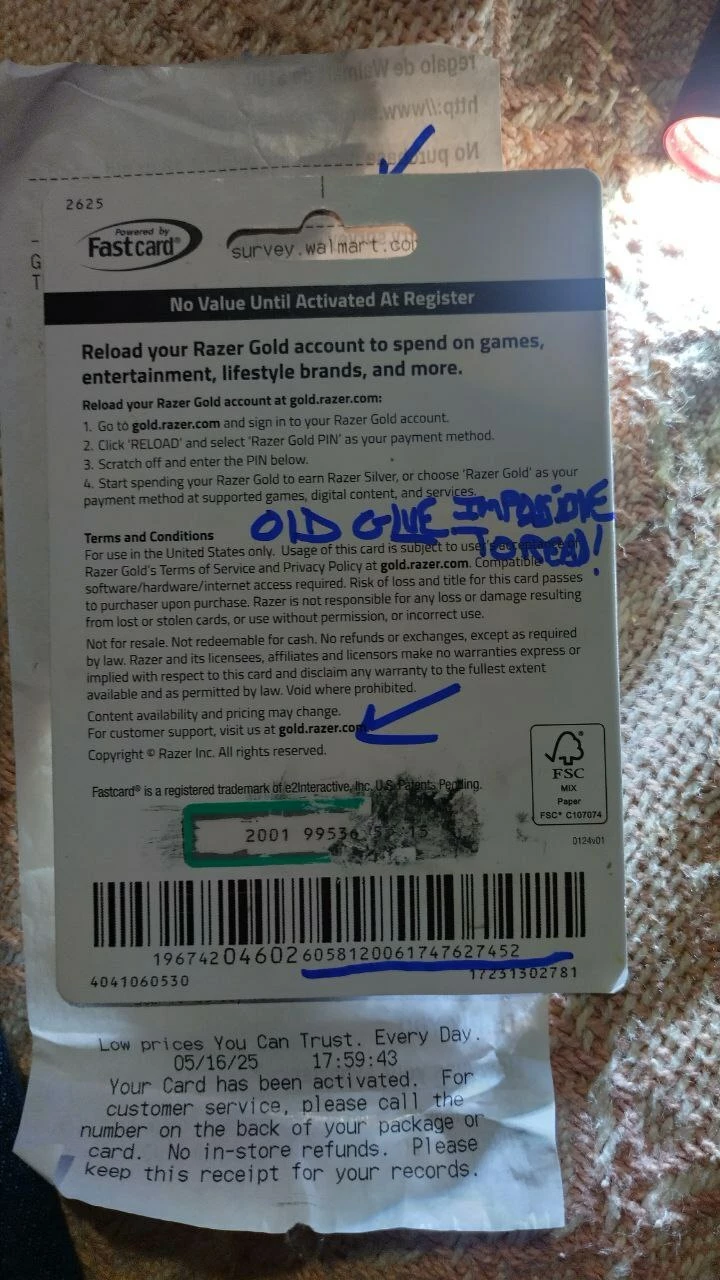 regalo de Walmart de $100
http://www.
No purchase
2625
Powered by
Fastcard®
survey.walmart.co
G
T
No Value Until Activated At Register
Reload your Razer Gold account to spend on games,
entertainment, lifestyle brands, and more.
Reload your Razer Gold account at gold.razer.com:
1. Go to gold.razer.com and sign in to your Razer Gold account.
2. Click 'RELOAD' and select 'Razer Gold PIN' as your payment method.
3. Scratch off and enter the PIN below.
4. Start spending your Razer Gold to earn Razer Silver, or choose 'Razer Gold' as your
payment method at supported games, digital content, and services.
OLD GLUE IMPOSSIBLE
TO READ!
Terms and Conditions
For use in the United States only. Usage of this card is subject to user's acceptance of
Razer Gold's Terms of Service and Privacy Policy at gold.razer.com. Compatible
software/hardware/internet access required. Risk of loss and title for this card passes
to purchaser upon purchase. Razer is not responsible for any loss or damage resulting
from lost or stolen cards, or use without permission, or incorrect use.
Not for resale. Not redeemable for cash. No refunds or exchanges, except as required
by law. Razer and its licensees, affiliates and licensors make no warranties express or
implied with respect to this card and disclaim any warranty to the fullest extent
available and as permitted by law. Void where prohibited.
Content availability and pricing may change.
For customer support, visit us at gold.razer.com
Copyright © Razer Inc. All rights reserved.
FSC
MIX
Paper
FSC® C107074
Fastcard® is a registered trademark of e2Interactive, Inc. U.S. Patents Pending.
2001 99536
0124v01
196742046026058120061747627452
4041060530
17231302781
Low prices You Can Trust. Every Day.
05/16/25 17:59:43
Your Card has been activated. For
customer service, please call the
number on the back of your package or
card. No in-store refunds. Please
keep this receipt for your records.